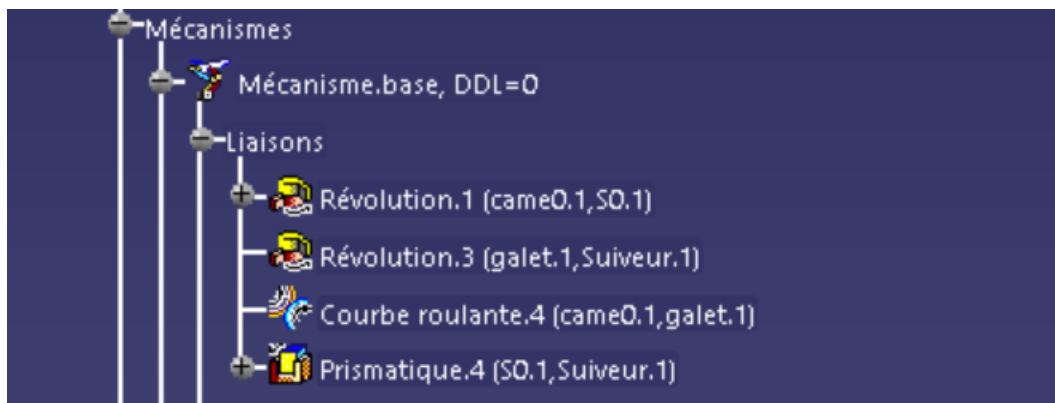 Mécanismes
Mécanisme.base, DDL=0
Liaisons
Révolution.1 (came0.1,S0.1)
Révolution.3 (galet.1,Suiveur.1)
Courbe roulante.4 (came0.1,galet.1)
Prismatique.4 (S0.1,Suiveur.1)